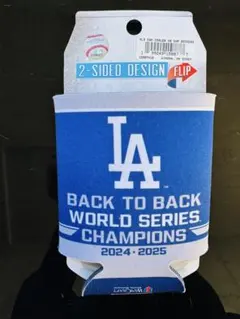 2-SIDED DESIGN
FLIP
LA
BACK TO BACK
WORLD SERIES
CHAMPIONS
2024 • 2025